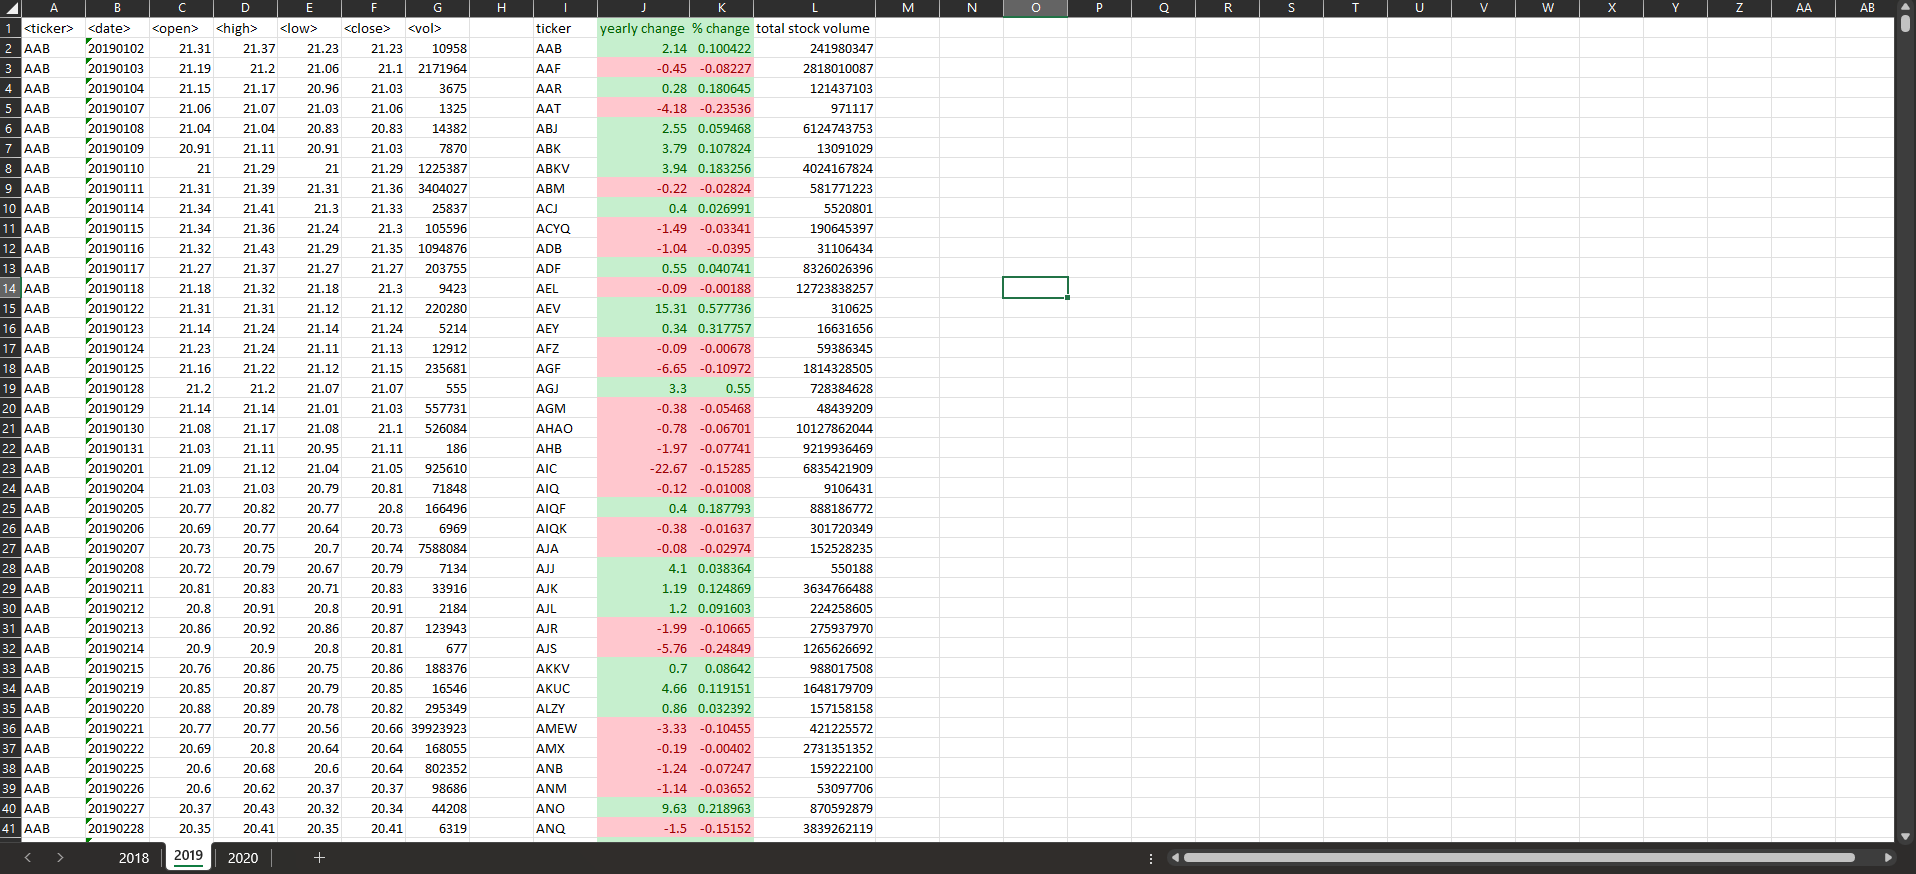 A B C D E F G H I J K L M N O P Q R S T U V W X Y Z AA AB
1 <ticker> <date> <open> <high> <low> <close> <vol> ticker yearly change % change total stock volume
2 AAB 20190102 21.31 21.37 21.23 21.23 10958 AAB 2.14 0.100422 241980347
3 AAB 20190103 21.19 21.2 21.06 21.1 2171964 AAF -0.45 -0.08227 2818010087
4 AAB 20190104 21.15 21.17 20.96 21.03 3675 AAR 0.28 0.180645 121437103
5 AAB 20190107 21.06 21.07 21.03 21.06 1325 AAT -4.18 -0.23536 971117
6 AAB 20190108 21.04 21.04 20.83 20.83 14382 ABJ 2.55 0.059468 6124743753
7 AAB 20190109 20.91 21.11 20.91 21.03 7870 ABK 3.79 0.107824 13091029
8 AAB 20190110 21 21.29 21 21.29 1225387 ABKV 3.94 0.183256 4024167824
9 AAB 20190111 21.31 21.39 21.31 21.36 3404027 ABM -0.22 -0.02824 581771223
10 AAB 20190114 21.34 21.41 21.3 21.33 25837 ACJ 0.4 0.026991 5520801
11 AAB 20190115 21.34 21.36 21.24 21.3 105596 ACYQ -1.49 -0.03341 190645397
12 AAB 20190116 21.32 21.43 21.29 21.35 1094876 ADB -1.04 -0.0395 31106434
13 AAB 20190117 21.27 21.37 21.27 21.27 203755 ADF 0.55 0.040741 8326026396
14 AAB 20190118 21.18 21.32 21.18 21.3 9423 AEL -0.09 -0.00188 12723838257
15 AAB 20190122 21.31 21.31 21.12 21.12 220280 AEV 15.31 0.577736 310625
16 AAB 20190123 21.14 21.24 21.14 21.24 5214 AEY 0.34 0.317757 16631656
17 AAB 20190124 21.23 21.24 21.11 21.13 12912 AFZ -0.09 -0.00678 59386345
18 AAB 20190125 21.16 21.22 21.12 21.15 235681 AGF -6.65 -0.10972 1814328505
19 AAB 20190128 21.2 21.2 21.07 21.07 555 AGJ 3.3 0.55 728384628
20 AAB 20190129 21.14 21.14 21.01 21.03 557731 AGM -0.38 -0.05468 48439209
21 AAB 20190130 21.08 21.17 21.08 21.1 526084 AHAO -0.78 -0.06701 10127862044
22 AAB 20190131 21.03 21.11 20.95 21.11 186 AHB -1.97 -0.07741 9219936469
23 AAB 20190201 21.09 21.12 21.04 21.05 925610 AIC -22.67 -0.15285 6835421909
24 AAB 20190204 21.03 21.03 20.79 20.81 71848 AIQ -0.12 -0.01008 9106431
25 AAB 20190205 20.77 20.82 20.77 20.8 166496 AIQF 0.4 0.187793 888186772
26 AAB 20190206 20.69 20.77 20.64 20.73 6969 AIQK -0.38 -0.01637 301720349
27 AAB 20190207 20.73 20.75 20.7 20.74 7588084 AJA -0.08 -0.02974 152528235
28 AAB 20190208 20.72 20.79 20.67 20.79 7134 AJJ 4.1 0.038364 550188
29 AAB 20190211 20.81 20.83 20.71 20.83 33916 AJK 1.19 0.124869 3634766488
30 AAB 20190212 20.8 20.91 20.8 20.91 2184 AJL 1.2 0.091603 224258605
31 AAB 20190213 20.86 20.92 20.86 20.87 123943 AJR -1.99 -0.10665 275937970
32 AAB 20190214 20.9 20.9 20.8 20.81 677 AJS -5.76 -0.24849 1265626692
33 AAB 20190215 20.76 20.86 20.75 20.86 188376 AKKV 0.7 0.08642 988017508
34 AAB 20190219 20.85 20.87 20.79 20.85 16546 AKUC 4.66 0.119151 1648179709
35 AAB 20190220 20.88 20.89 20.78 20.82 295349 ALZY 0.86 0.032392 157158158
36 AAB 20190221 20.77 20.77 20.56 20.66 39923923 AMEW -3.33 -0.10455 421225572
37 AAB 20190222 20.69 20.8 20.64 20.64 168055 AMX -0.19 -0.00402 2731351352
38 AAB 20190225 20.6 20.68 20.6 20.64 802352 ANB -1.24 -0.07247 159222100
39 AAB 20190226 20.6 20.62 20.37 20.37 98686 ANM -1.14 -0.03652 53097706
40 AAB 20190227 20.37 20.43 20.32 20.34 44208 ANO 9.63 0.218963 870592879
41 AAB 20190228 20.35 20.41 20.35 20.41 6319 ANQ -1.5 -0.15152 3839262119
2018 2019 2020